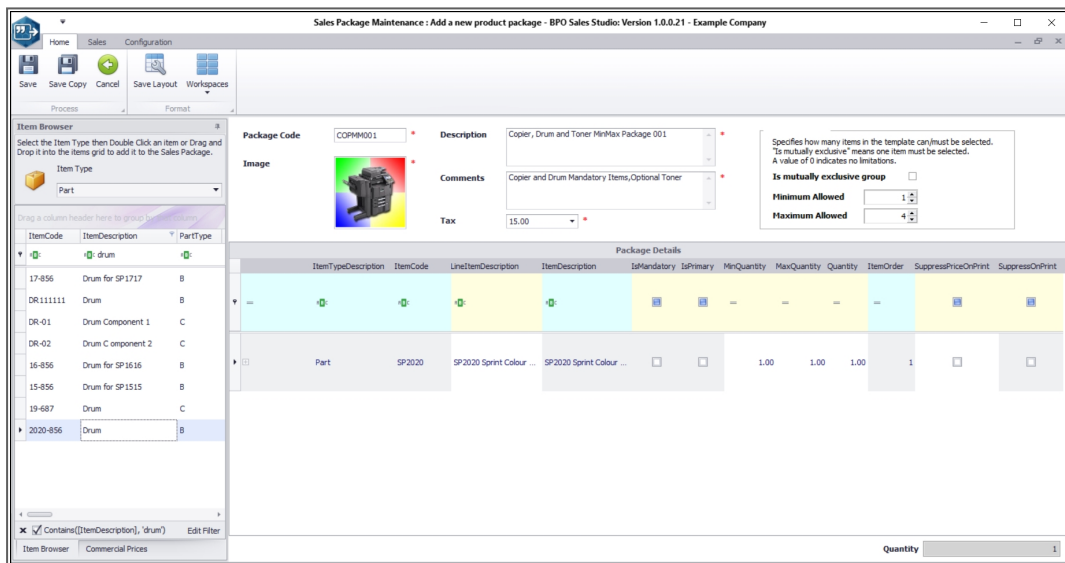 Sales Package Maintenance : Add a new product package - BPO Sales Studio: Version 1.0.0.21 - Example Company
Home Sales Configuration
Save Save Copy Cancel Save Layout Workspaces
Process Format
Item Browser
Select the Item Type then Double Click an item or Drag and
Drop it into the items grid to add it to the Sales Package.
Item Type
Part
Drag a column header here to group by that column
ItemCode ItemDescription PartType
drum
17-856 Drum for SP1717 B
DR111111 Drum B
DR-01 Drum Component 1 C
DR-02 Drum C omponent 2 C
16-856 Drum for SP1616 B
15-856 Drum for SP1515 B
19-687 Drum C
2020-856 Drum B
Contains([ItemDescription], 'drum') Edit Filter
Item Browser Commercial Prices
Package Code COPMM001 *
Image *
Description Copier, Drum and Toner MinMax Package 001 *
Comments Copier and Drum Mandatory Items,Optional Toner *
Tax 15.00 *
Specifies how many items in the template can/must be selected.
"Is mutually exclusive" means one item must be selected.
A value of 0 indicates no limitations.
Is mutually exclusive group
Minimum Allowed 1
Maximum Allowed 4
Package Details
ItemTypeDescription ItemCode LineItemDescription ItemDescription IsMandatory IsPrimary MinQuantity MaxQuantity Quantity ItemOrder SuppressPriceOnPrint SuppressOnPrint
Part SP2020 SP2020 Sprint Colour ... SP2020 Sprint Colour ... 1.00 1.00 1.00 1
Quantity 1